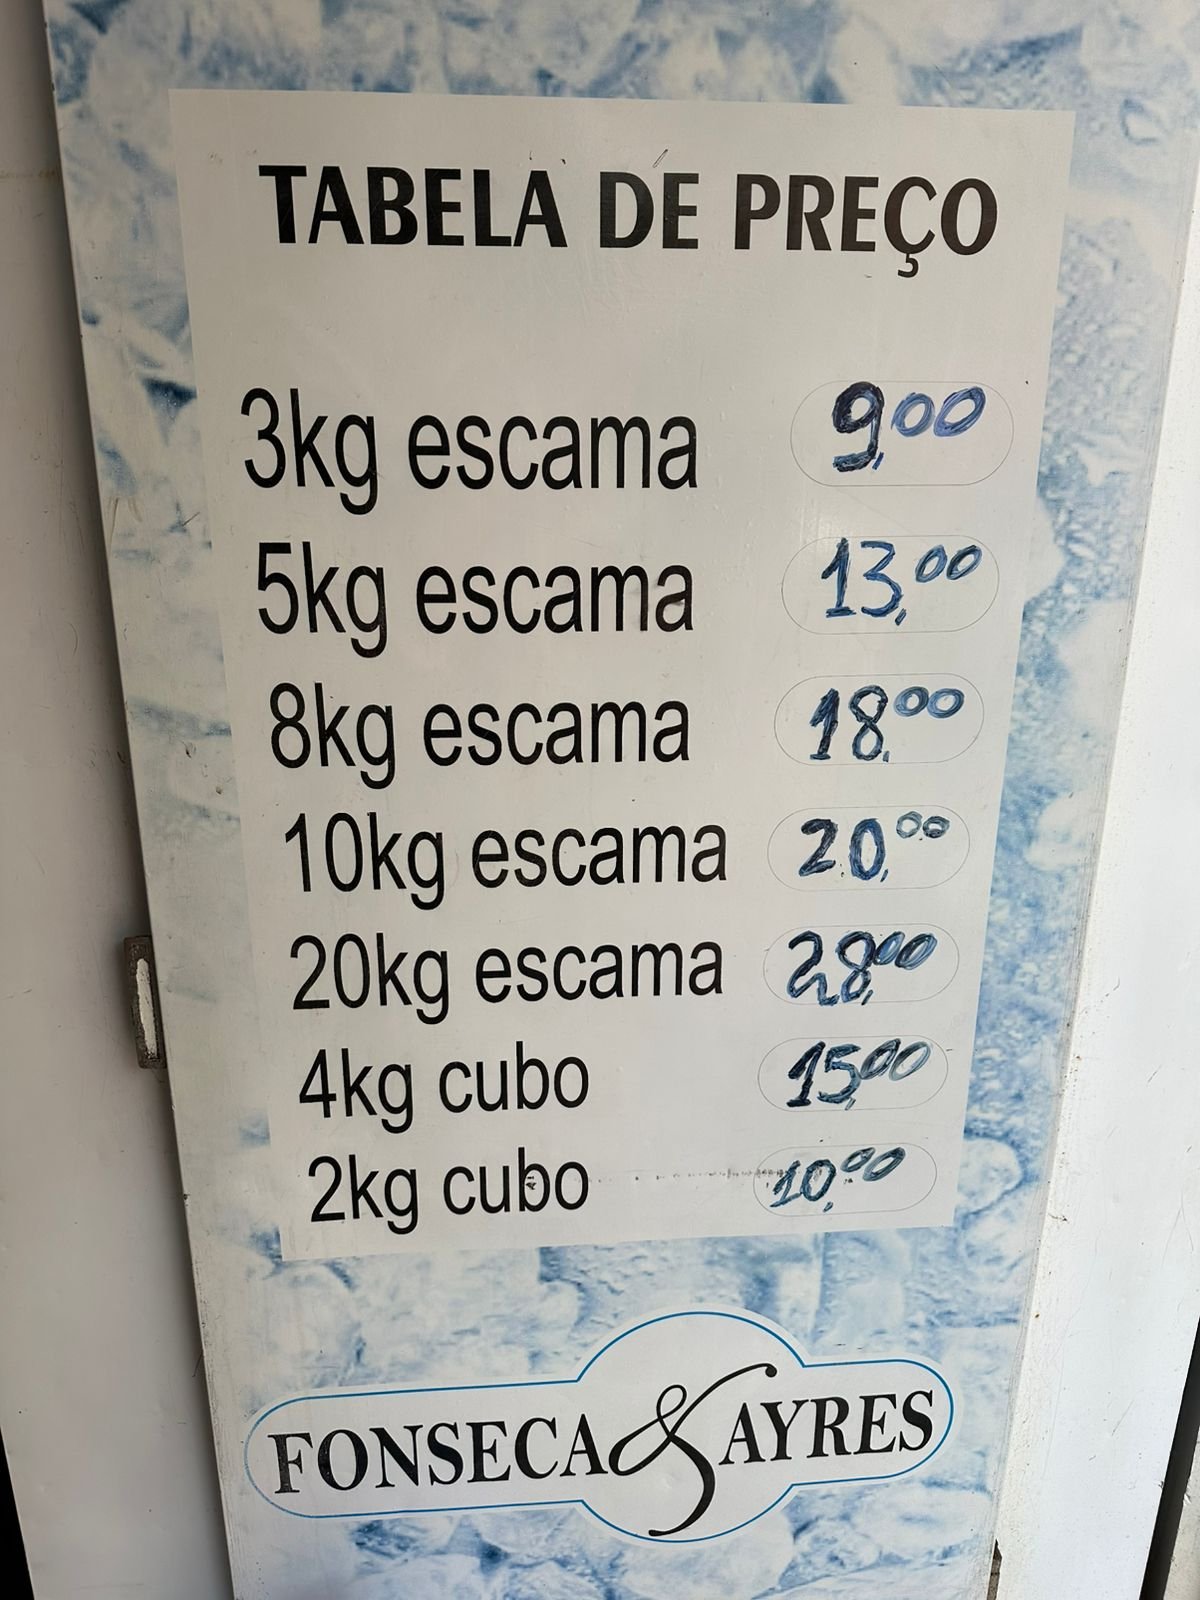 TABELA DE PREÇO
3kg escama 9,00
5kg escama 13,00
8kg escama 18,00
10kg escama 20,00
20kg escama 28,00
4kg cubo 15,00
2kg cubo 10,00
FONSECA & AYRES